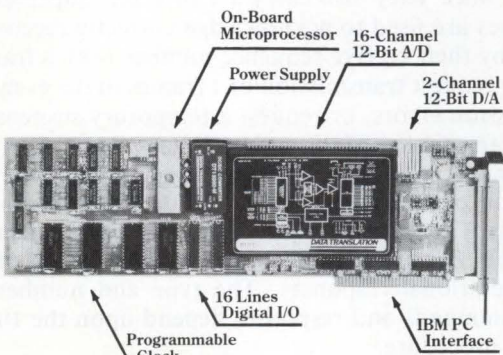 On-Board
Microprocessor
16-Channel
12-Bit A/D
Power Supply
2-Channel
12-Bit D/A
DATA TRANSLATION
16 Lines
Digital I/O
Programmable
Clock
IBM PC
Interface